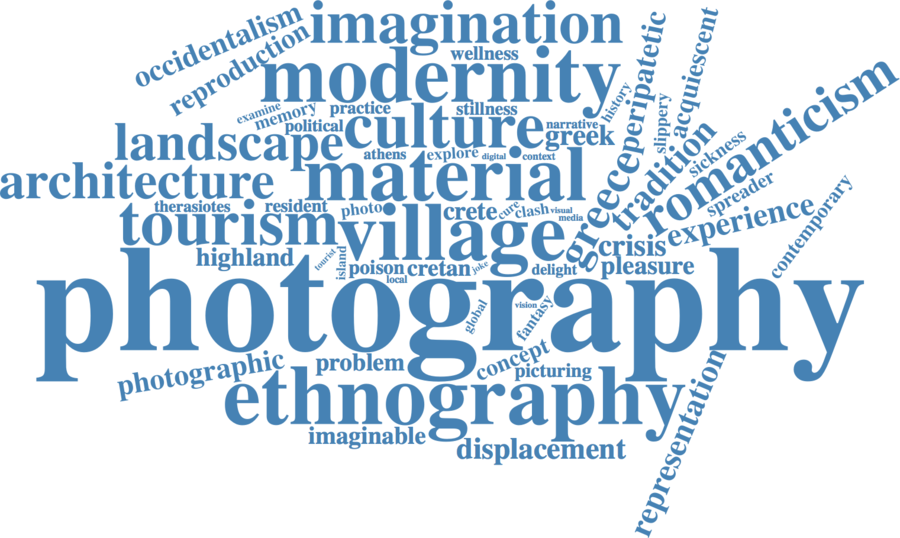 imagination
occidentalism
reproduction
wellness
modernity
peripatetic
acquiescent
examine
memory
practice
stillness
history
slippery
political
culture
narrative
greek
landscape
athens
explore
digital
context
tradition
sickness
romanticism
architecture
material
greece
spreader
therasiotes
resident
photo
crete
cure
clash
visual
media
tourism
village
crisis
experience
contemporary
highland
tourist
island
poison
cretan
joke
delight
pleasure
local
photography
global
vision
fantasy
photographic
problem
concept
picturing
ethnography
representation
imaginable
displacement